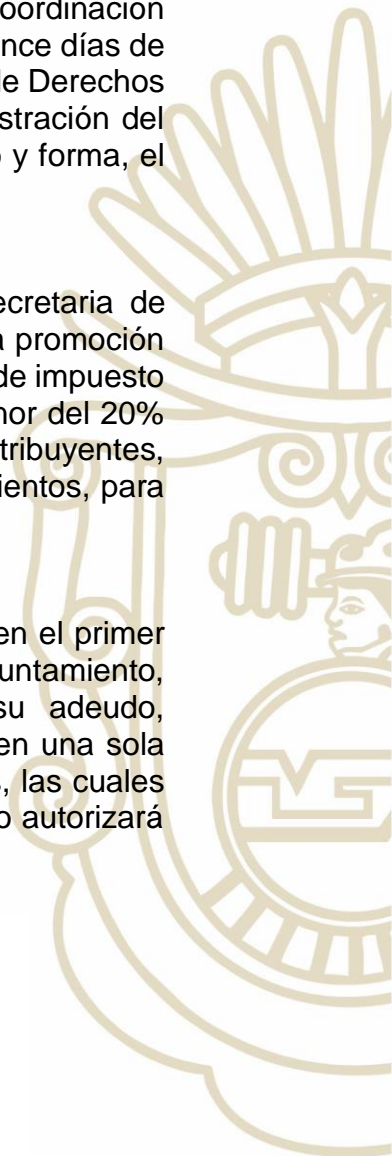 oordinación
nce días de
de Derechos
stración del
o y forma, el
ecretaria de
a promoción
de impuesto
nor del 20%
tribuyentes,
ientos, para
en el primer
untamiento,
su adeudo,
en una sola
, las cuales
o autorizará